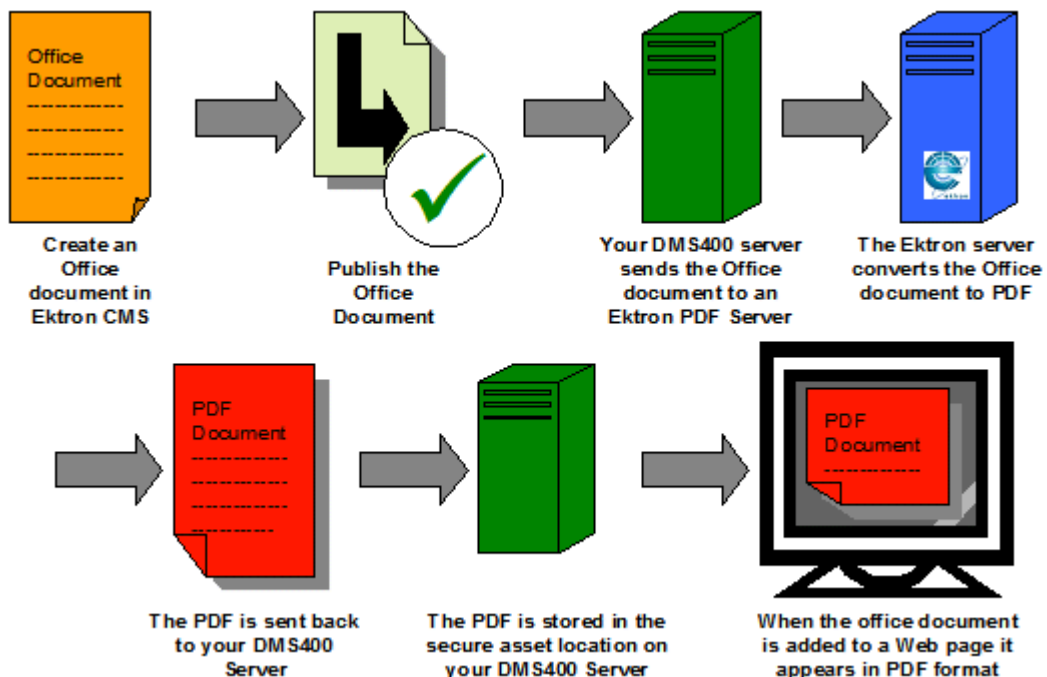 Office
Document
Create an
Office
document in
Ektron CMS
Publish the
Office
Document
Your DMS400 server
sends the Office
document to an
Ektron PDF Server
The Ektron server
converts the Office
document to PDF
PDF
Document
The PDF is sent back
to your DMS400
Server
The PDF is stored in the
secure asset location on
your DMS400 Server
PDF
Document
When the office document
is added to a Web page it
appears in PDF format